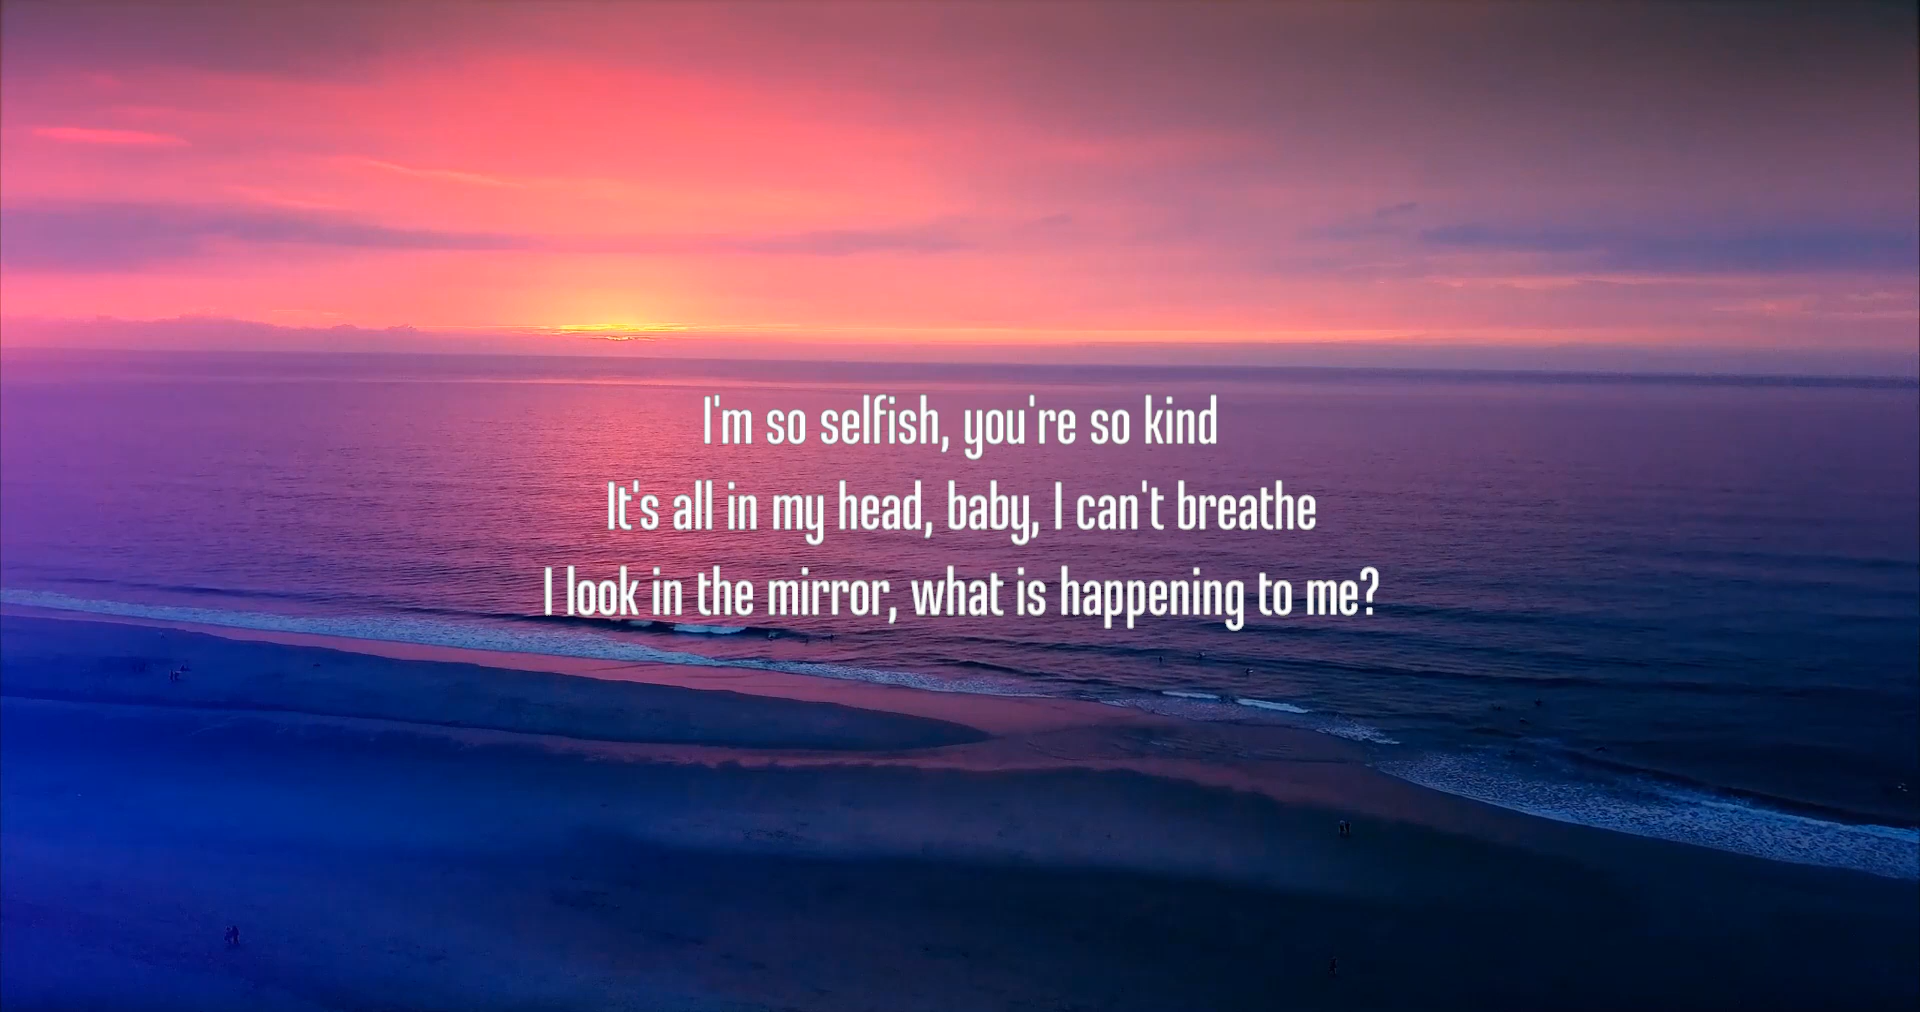 I'm so selfish, you're so kind
It's all in my head, baby, I can't breathe
I look in the mirror, what is happening to me?